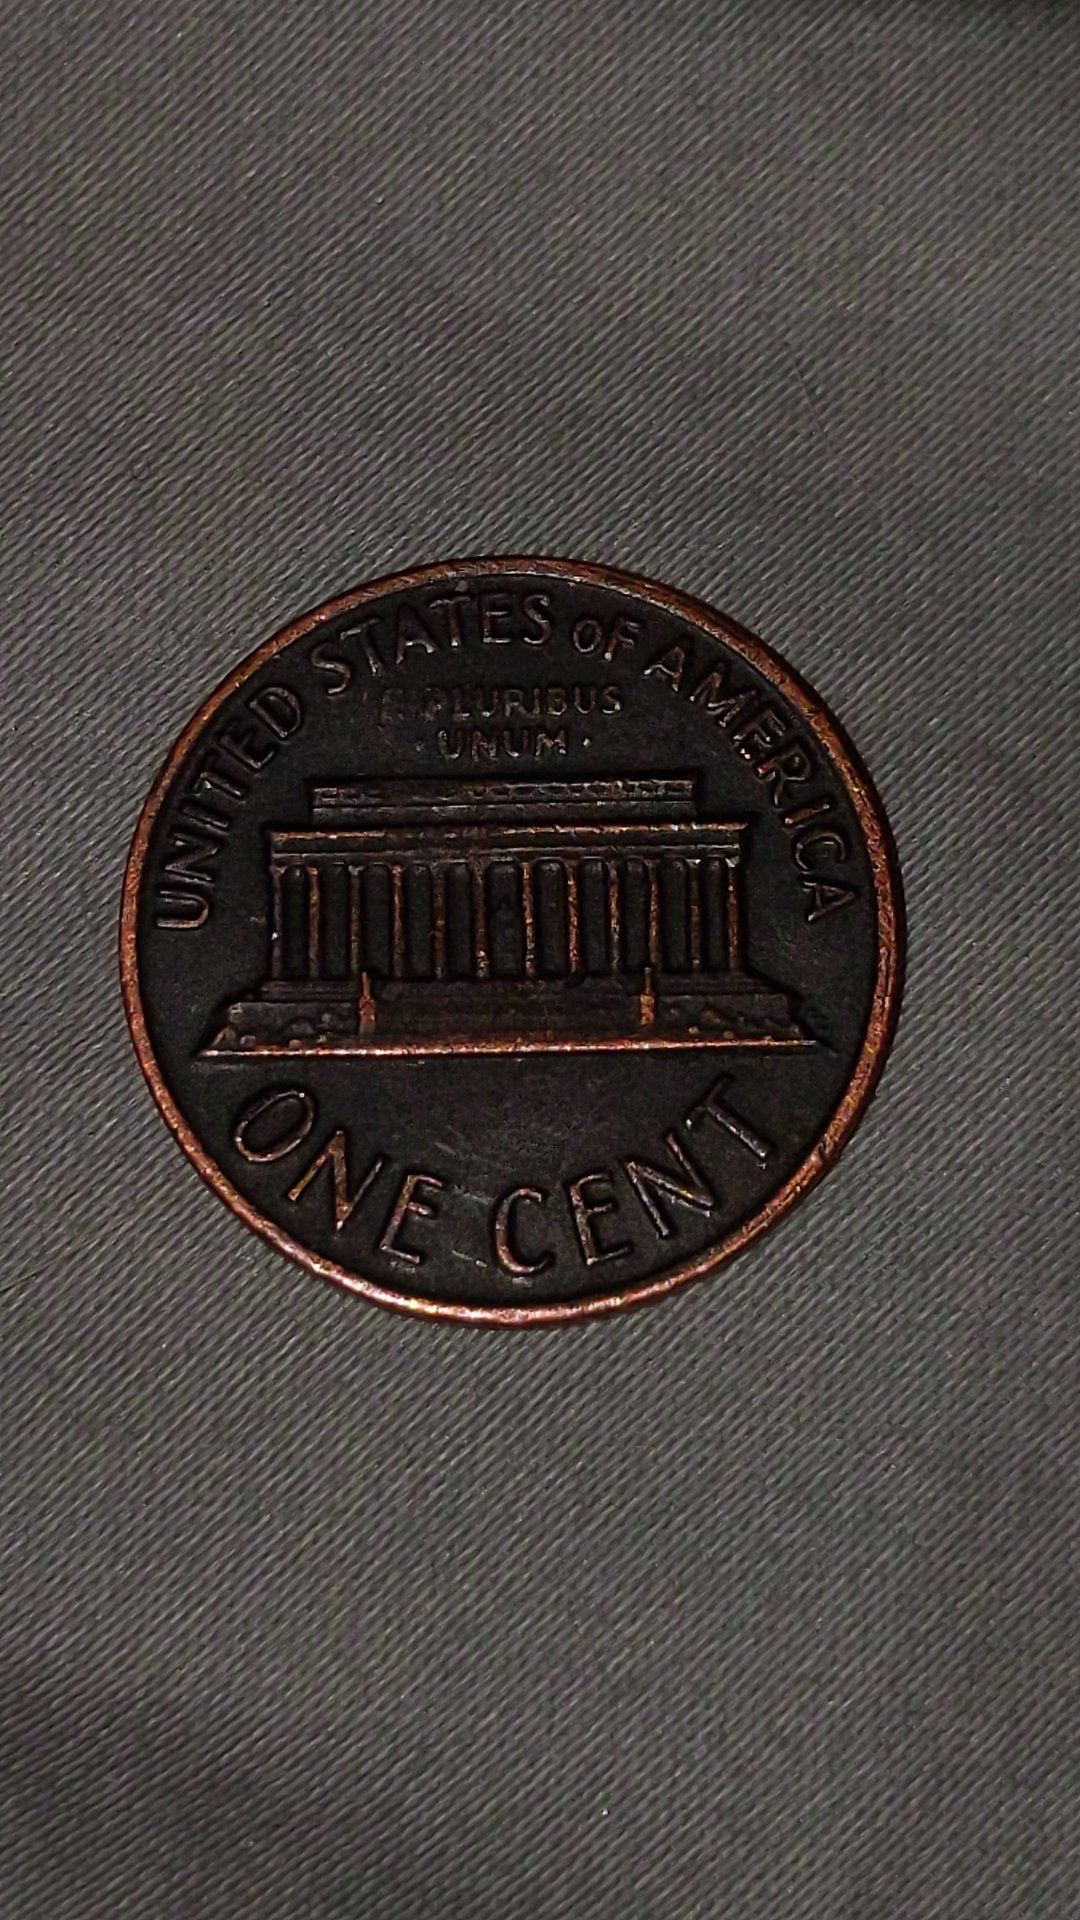 UNITED STATES OF AMERICA
E PLURIBUS
· UNUM ·
ONE CENT